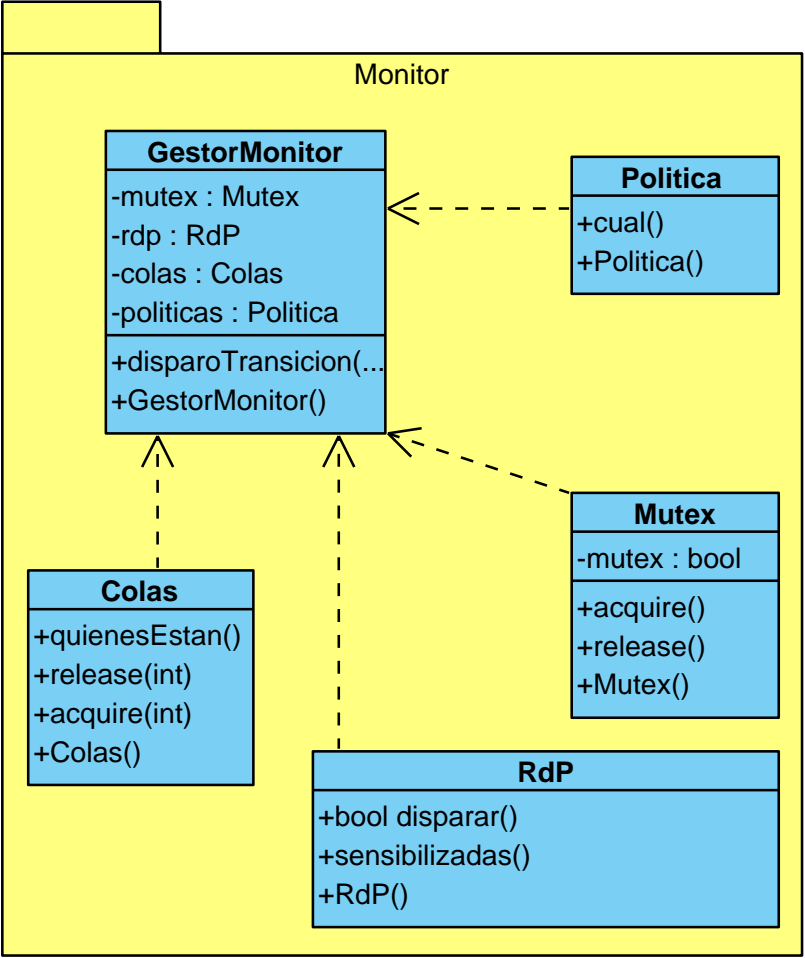 Monitor
GestorMonitor
-mutex : Mutex
-rdp : RdP
-colas : Colas
-politicas : Politica
+disparoTransicion(...
+GestorMonitor()
Politica
+cual()
+Politica()
Mutex
-mutex : bool
+acquire()
+release()
+Mutex()
Colas
+quienesEstan()
+release(int)
+acquire(int)
+Colas()
RdP
+bool disparar()
+sensibilizadas()
+RdP()